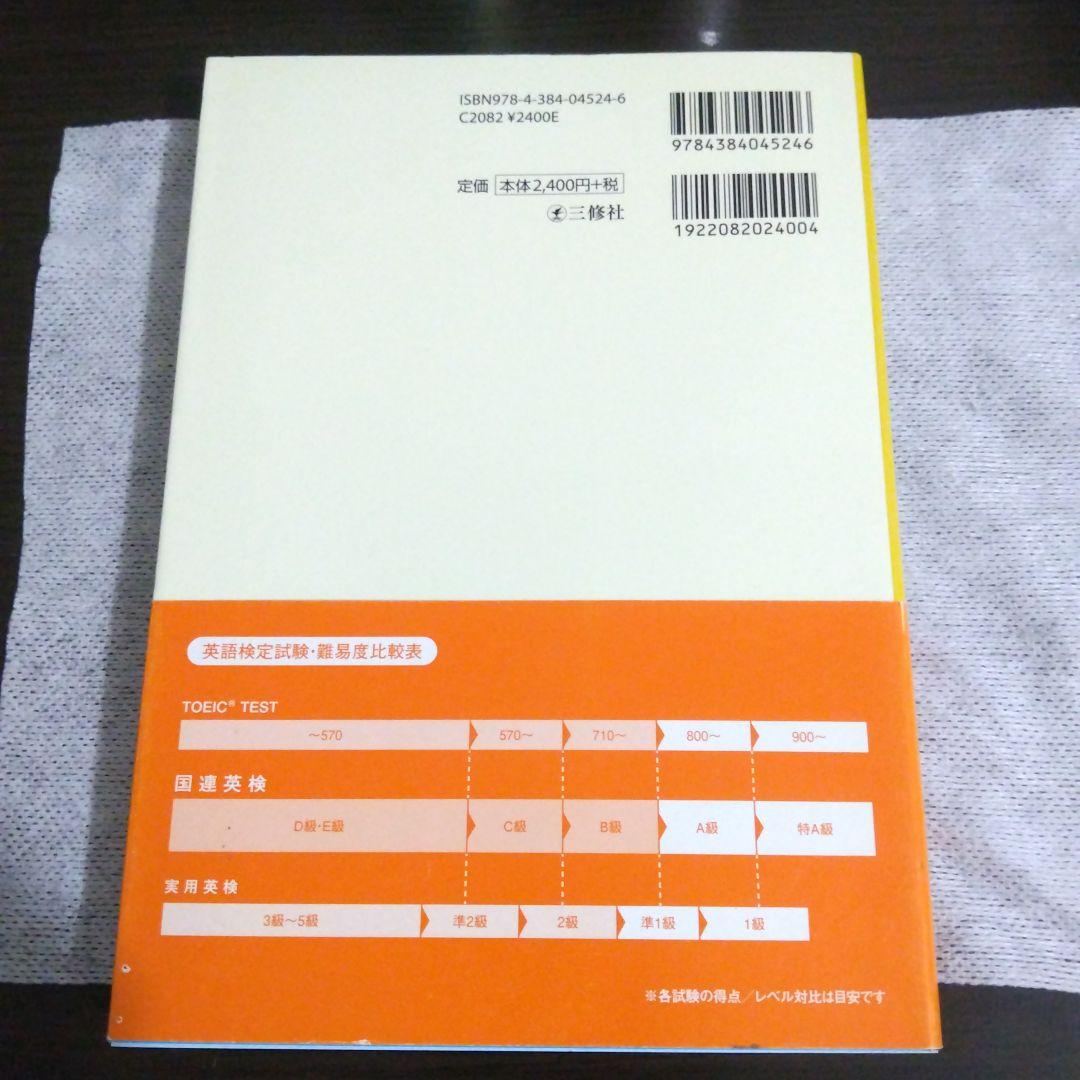 ISBN978-4-384-04524-6
C2082 ¥2400E
9784384045246
定価 本体2,400円+税
三修社
1922082024004
英語検定試験・難易度比較表
TOEIC® TEST
～570 570～ 710～ 800～ 900～
国連英検
D級・E級 C級 B級 A級 特A級
実用英検
3級～5級 準2級 2級 準1級 1級
※各試験の得点／レベル対比は目安です